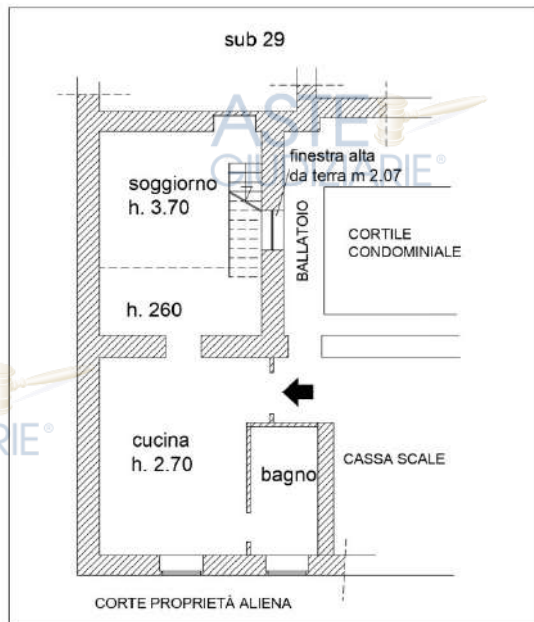 sub 29
ASTE
GIUDIZIARIE®
finestra alta
da terra m 2.07
soggiorno
h. 3.70
BALLATOIO
CORTILE
CONDOMINIALE
h. 260
cucina
h. 2.70
bagno
CASSA SCALE
RIE®
CORTE PROPRIETÀ ALIENA